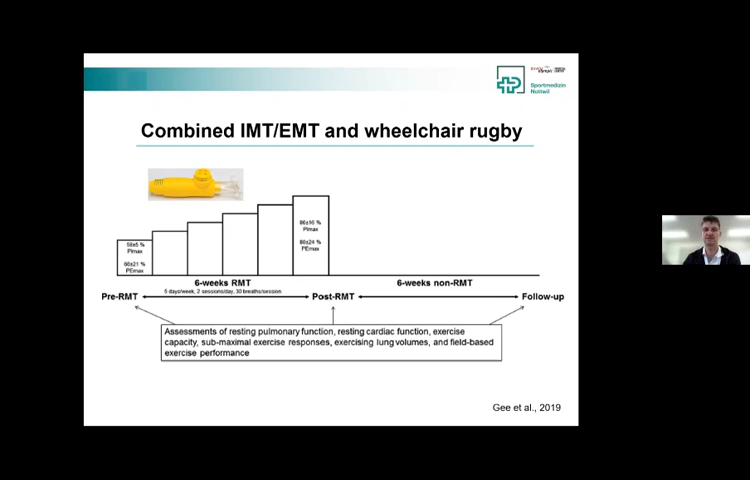 Sportmedizin
Nottwil
Combined IMT/EMT and wheelchair rugby
58±5 %
PImax
60±21 %
PEmax
86±16 %
PImax
80±24 %
PEmax
6-weeks RMT
5 days/week, 2 sessions/day, 30 breaths/session
6-weeks non-RMT
Pre-RMT
Post-RMT
Follow-up
Assessments of resting pulmonary function, resting cardiac function, exercise
capacity, sub-maximal exercise responses, exercising lung volumes, and field-based
exercise performance
Gee et al., 2019